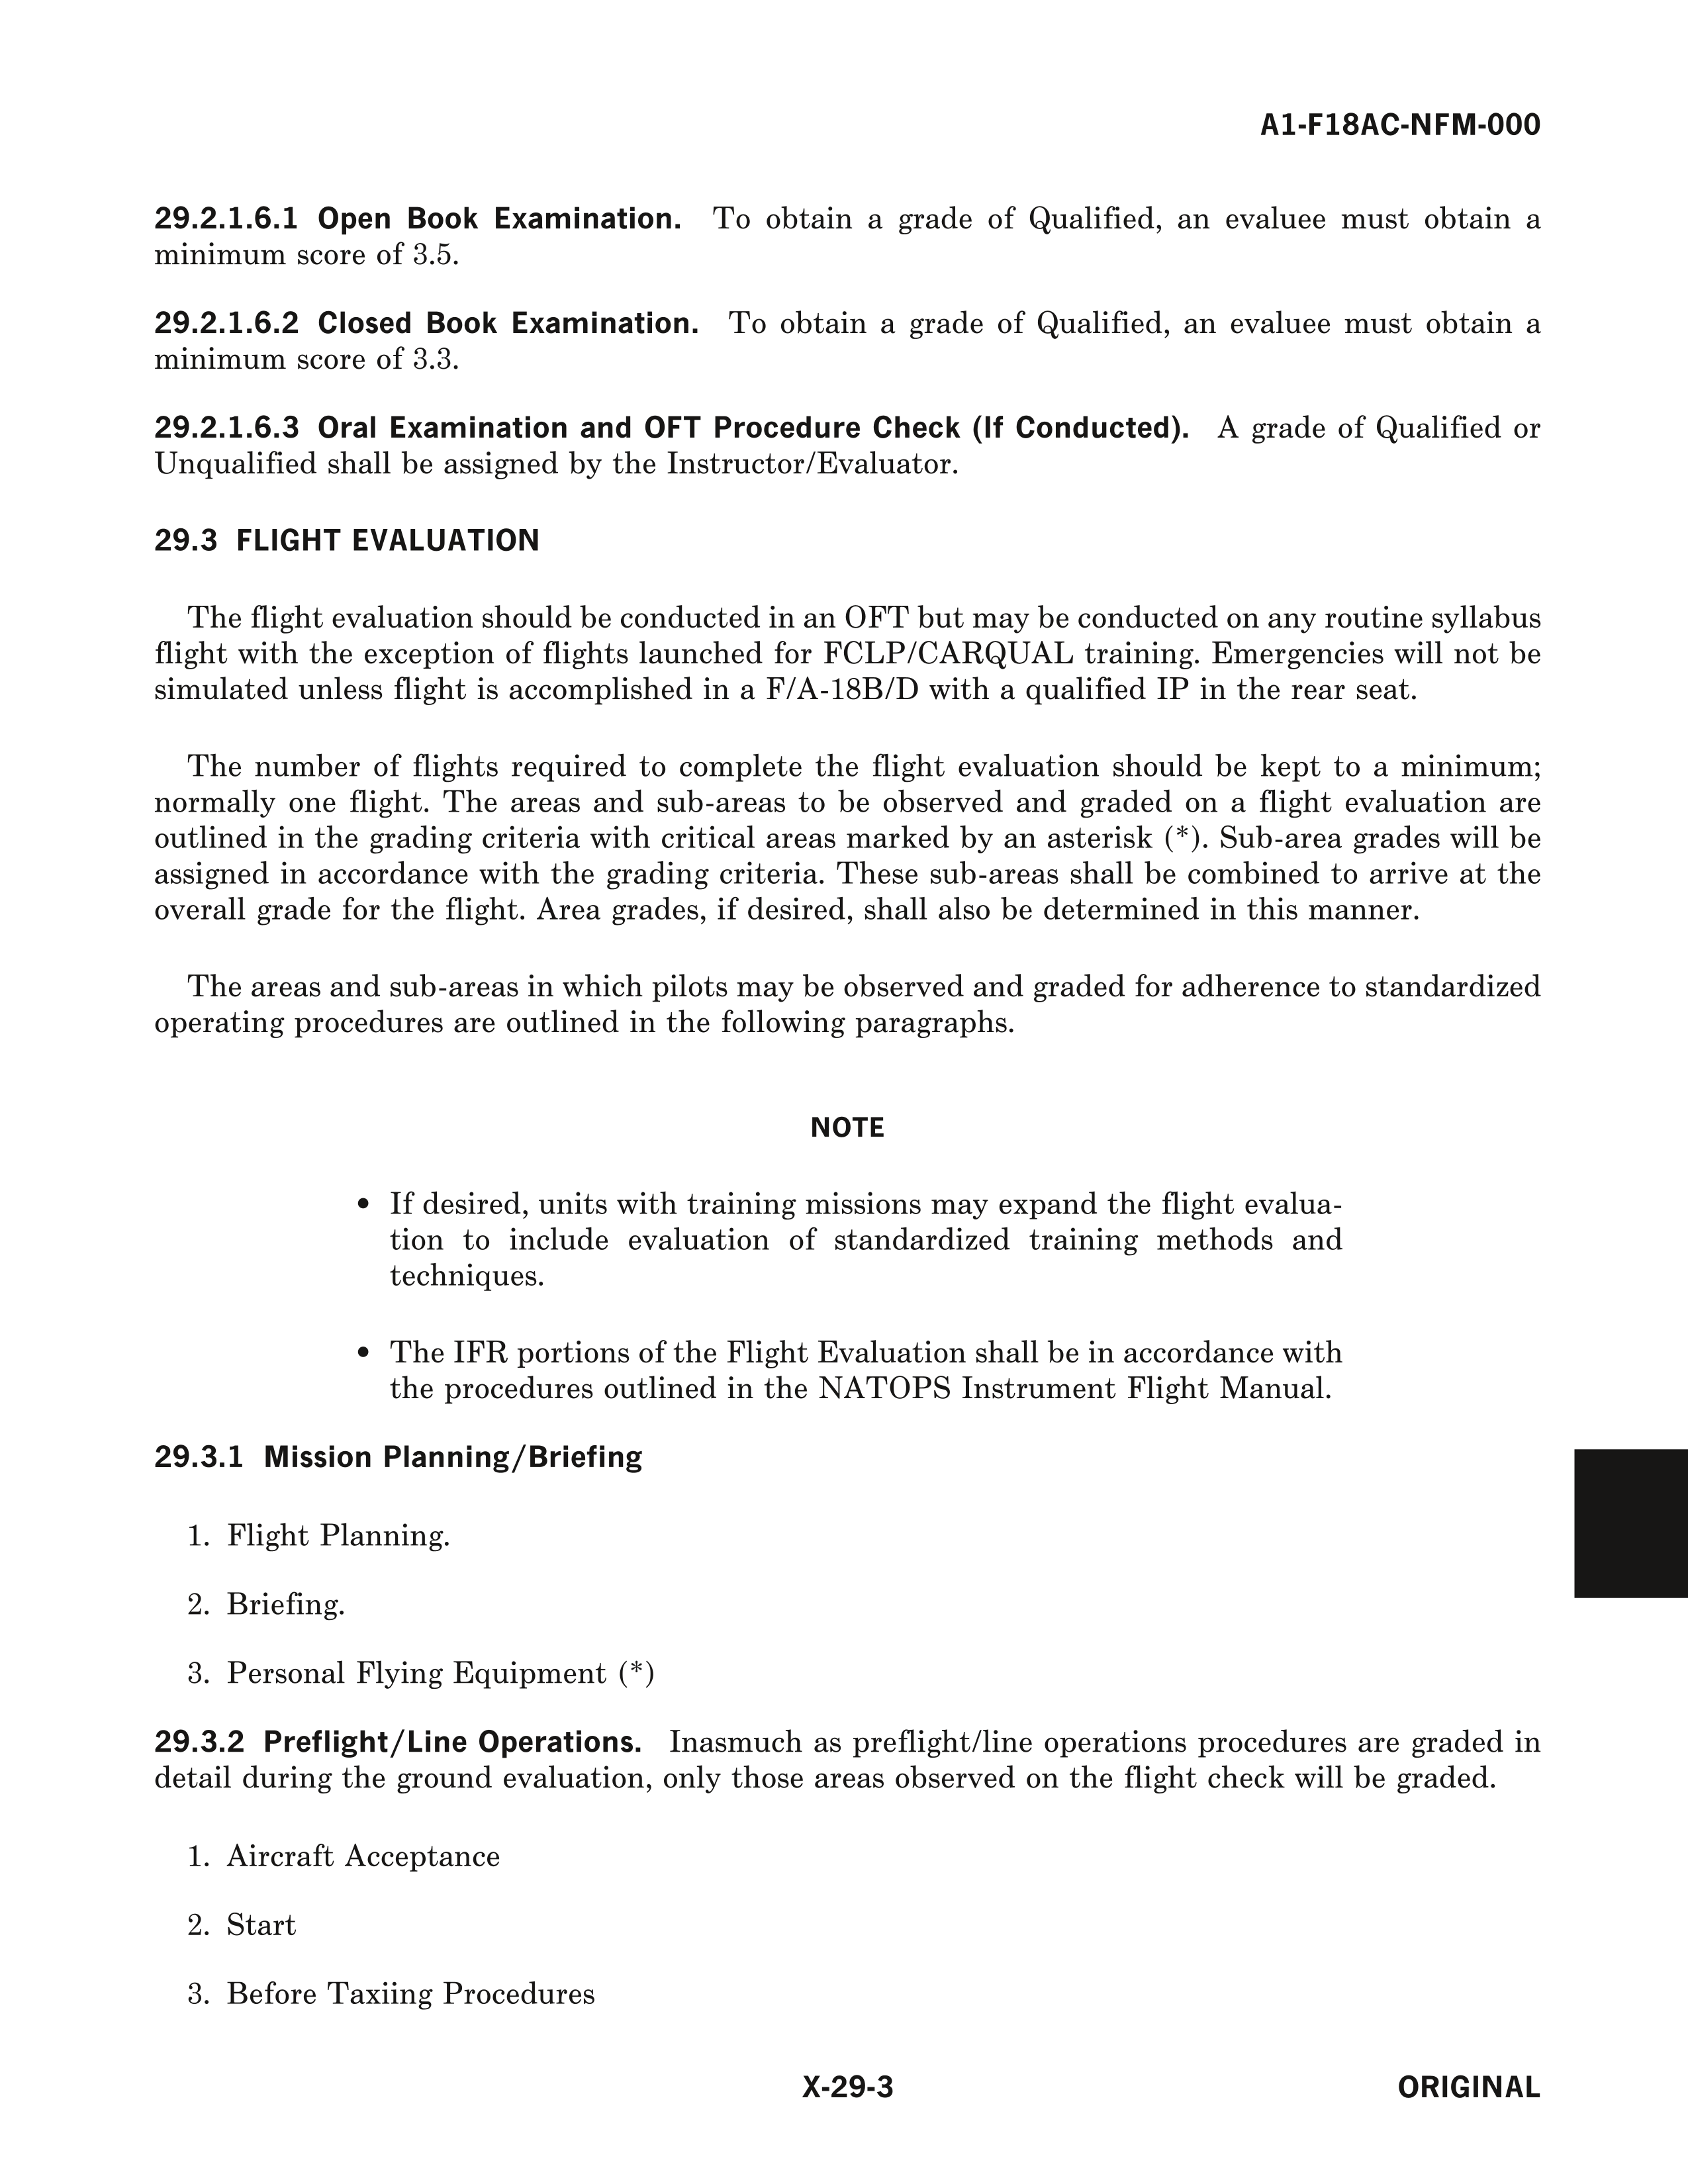 A1-F18AC-NFM-000
29.2.1.6.1 Open Book Examination. To obtain a grade of Qualified, an evaluee must obtain a
minimum score of 3.5.
29.2.1.6.2 Closed Book Examination. To obtain a grade of Qualified, an evaluee must obtain a
minimum score of 3.3.
29.2.1.6.3 Oral Examination and OFT Procedure Check (If Conducted). A grade of Qualified or
Unqualified shall be assigned by the Instructor/Evaluator.
29.3 FLIGHT EVALUATION
The flight evaluation should be conducted in an OFT but may be conducted on any routine syllabus
flight with the exception of flights launched for FCLP/CARQUAL training. Emergencies will not be
simulated unless flight is accomplished in a F/A-18B/D with a qualified IP in the rear seat.
The number of flights required to complete the flight evaluation should be kept to a minimum;
normally one flight. The areas and sub-areas to be observed and graded on a flight evaluation are
outlined in the grading criteria with critical areas marked by an asterisk (*). Sub-area grades will be
assigned in accordance with the grading criteria. These sub-areas shall be combined to arrive at the
overall grade for the flight. Area grades, if desired, shall also be determined in this manner.
The areas and sub-areas in which pilots may be observed and graded for adherence to standardized
operating procedures are outlined in the following paragraphs.
NOTE
• If desired, units with training missions may expand the flight evalua-
tion to include evaluation of standardized training methods and
techniques.
• The IFR portions of the Flight Evaluation shall be in accordance with
the procedures outlined in the NATOPS Instrument Flight Manual.
29.3.1 Mission Planning/Briefing
1. Flight Planning.
2. Briefing.
3. Personal Flying Equipment (*)
29.3.2 Preflight/Line Operations. Inasmuch as preflight/line operations procedures are graded in
detail during the ground evaluation, only those areas observed on the flight check will be graded.
1. Aircraft Acceptance
2. Start
3. Before Taxiing Procedures
X-29-3
ORIGINAL